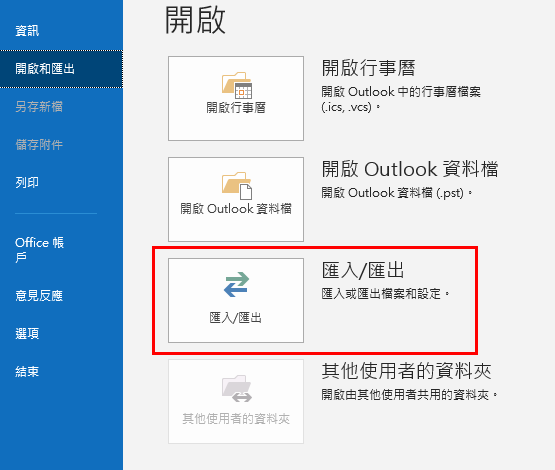 資訊
開啟和匯出
另存新檔
儲存附件
列印
Office 帳
戶
意見反應
選項
結束
開啟
開啟行事曆
開啟行事曆
開啟 Outlook 中的行事曆檔案
(.ics, .vcs)。
開啟 Outlook 資料檔
開啟 Outlook 資料檔
開啟 Outlook 資料檔 (.pst)。
匯入/匯出
匯入/匯出
匯入或匯出檔案和設定。
其他使用者的資料夾
其他使用者的資料夾
開啟由其他使用者共用的資料夾。